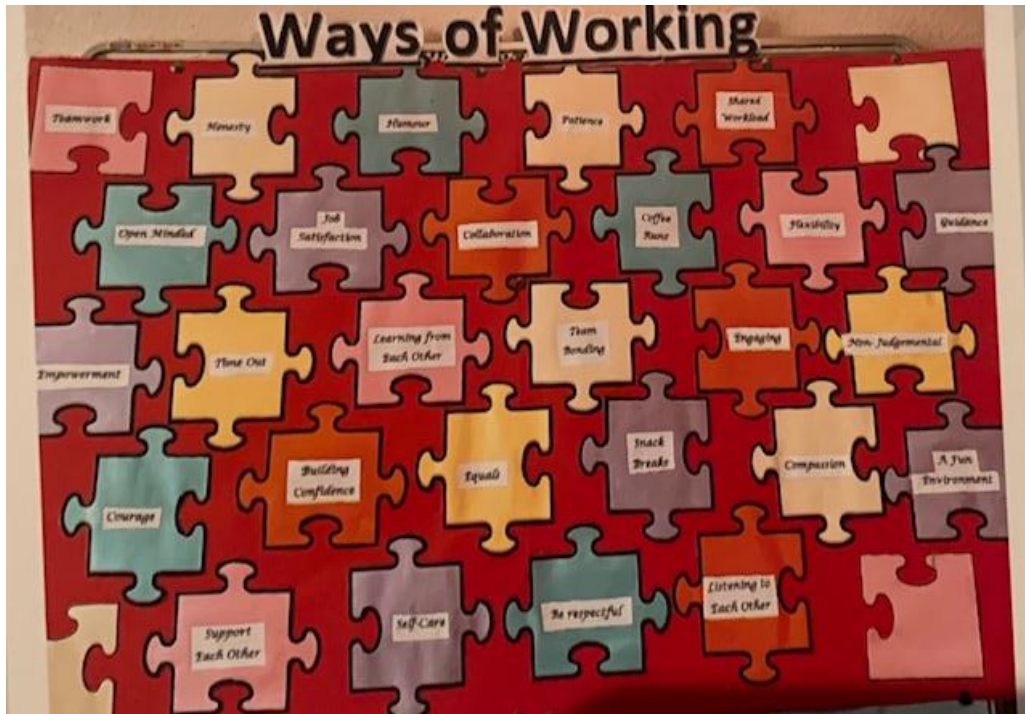 Ways of Working
Teamwork
Honesty
Humour
Patience
Shared
Workload
Open Minded
Job
Satisfaction
Collaboration
Coffee
Runs
Flexibility
Guidance
Empowerment
Time Out
Learning from
Each Other
Team
Bonding
Engaging
Non-Judgemental
Courage
Building
Confidence
Equals
Snack
Breaks
Compassion
A Fun
Environment
Support
Each Other
Self-Care
Be respectful
Listening to
Each Other